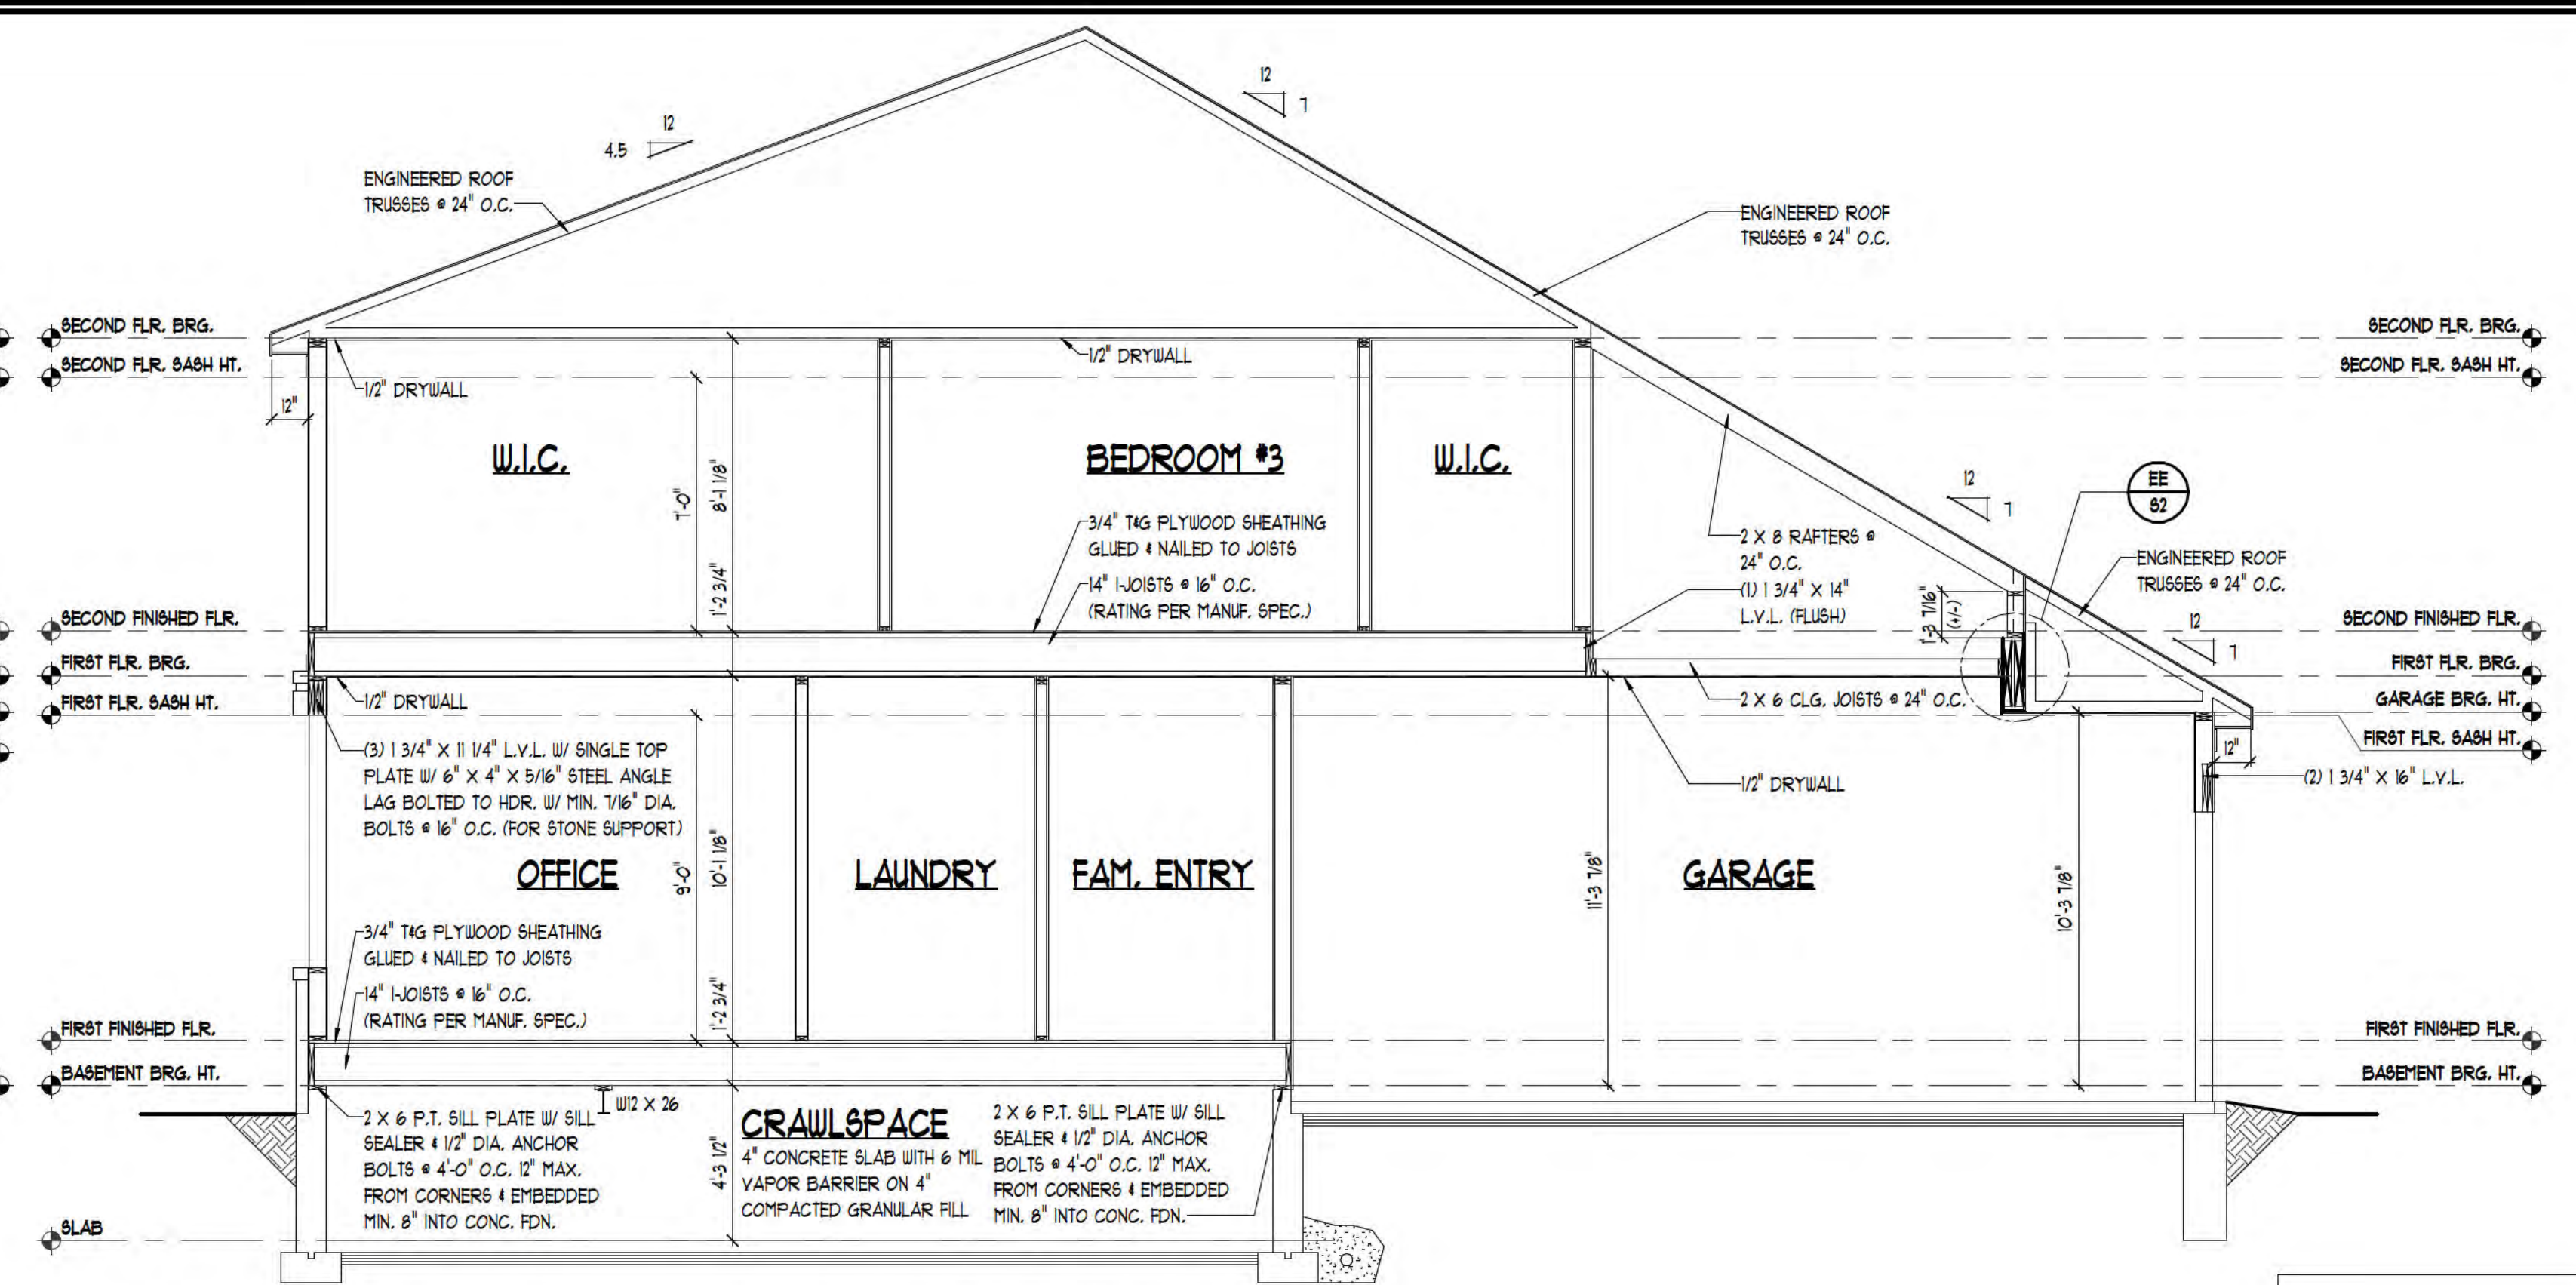 12
7
12
4.5
ENGINEERED ROOF
TRUSSES @ 24" O.C.
ENGINEERED ROOF
TRUSSES @ 24" O.C.
SECOND FLR. BRG.
SECOND FLR. SASH HT.
SECOND FLR. BRG.
SECOND FLR. SASH HT.
1/2" DRYWALL
1/2" DRYWALL
12"
W.I.C.
BEDROOM #3
W.I.C.
7'-0"
8'-1 1/8"
12
7
EE
S2
3/4" T&G PLYWOOD SHEATHING
GLUED & NAILED TO JOISTS
14" I-JOISTS @ 16" O.C.
(RATING PER MANUF. SPEC.)
2 X 8 RAFTERS @
24" O.C.
(1) 1 3/4" X 14"
L.V.L. (FLUSH)
ENGINEERED ROOF
TRUSSES @ 24" O.C.
1'-2 3/4"
1'-3 7/16"
(+/-)
12
7
SECOND FINISHED FLR.
FIRST FLR. BRG.
FIRST FLR. SASH HT.
SECOND FINISHED FLR.
FIRST FLR. BRG.
GARAGE BRG. HT.
FIRST FLR. SASH HT.
1/2" DRYWALL
2 X 6 CLG. JOISTS @ 24" O.C.
12"
(3) 1 3/4" X 11 1/4" L.V.L. W/ SINGLE TOP
PLATE W/ 6" X 4" X 5/16" STEEL ANGLE
LAG BOLTED TO HDR. W/ MIN. 7/16" DIA.
BOLTS @ 16" O.C. (FOR STONE SUPPORT)
1/2" DRYWALL
(2) 1 3/4" X 16" L.V.L.
OFFICE
LAUNDRY
FAM. ENTRY
GARAGE
9'-0"
10'-1 1/8"
11'-3 7/8"
10'-3 7/8"
3/4" T&G PLYWOOD SHEATHING
GLUED & NAILED TO JOISTS
14" I-JOISTS @ 16" O.C.
(RATING PER MANUF. SPEC.)
1'-2 3/4"
FIRST FINISHED FLR.
BASEMENT BRG. HT.
FIRST FINISHED FLR.
BASEMENT BRG. HT.
2 X 6 P.T. SILL PLATE W/ SILL
SEALER & 1/2" DIA. ANCHOR
BOLTS @ 4'-0" O.C. 12" MAX.
FROM CORNERS & EMBEDDED
MIN. 8" INTO CONC. FDN.
W12 X 26
4'-3 1/2"
CRAWLSPACE
4" CONCRETE SLAB WITH 6 MIL
VAPOR BARRIER ON 4"
COMPACTED GRANULAR FILL
2 X 6 P.T. SILL PLATE W/ SILL
SEALER & 1/2" DIA. ANCHOR
BOLTS @ 4'-0" O.C. 12" MAX.
FROM CORNERS & EMBEDDED
MIN. 8" INTO CONC. FDN.
SLAB